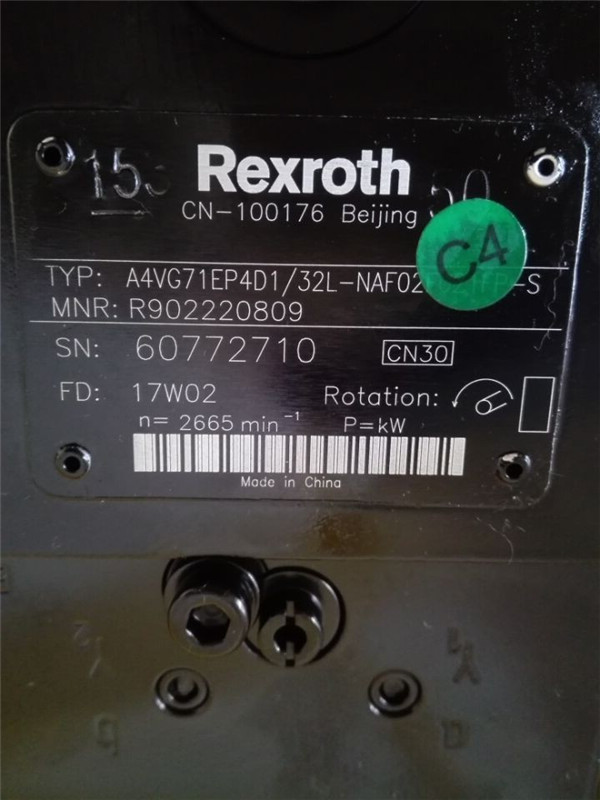 Rexroth
CN-100176 Beijing
C4
TYP: A4VG71EP4D1/32L-NAF02 -S
MNR: R902220809
SN: 60772710 CN30
FD: 17W02 Rotation:
n= 2665 min⁻¹ P=kW
Made in China